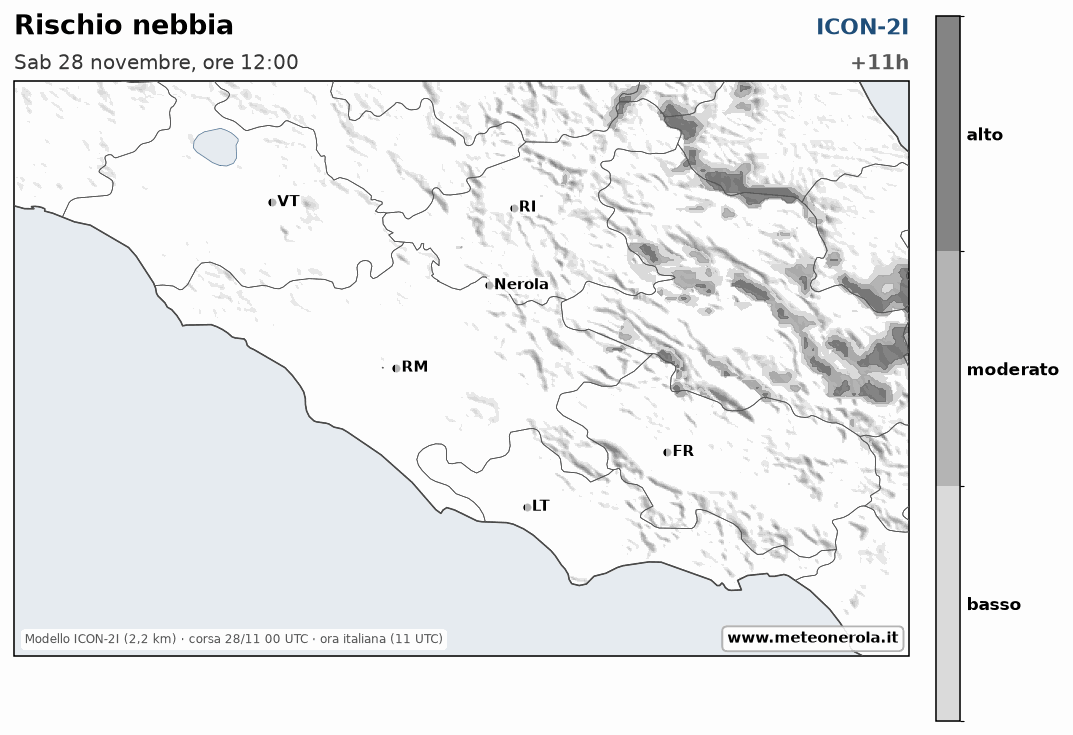 Rischio nebbia
ICON-2I
Sab 28 novembre, ore 12:00
+11h
alto
VT
RI
Nerola
RM
moderato
FR
LT
basso
Modello ICON-2I (2,2 km) · corsa 28/11 00 UTC · ora italiana (11 UTC)
www.meteonerola.it